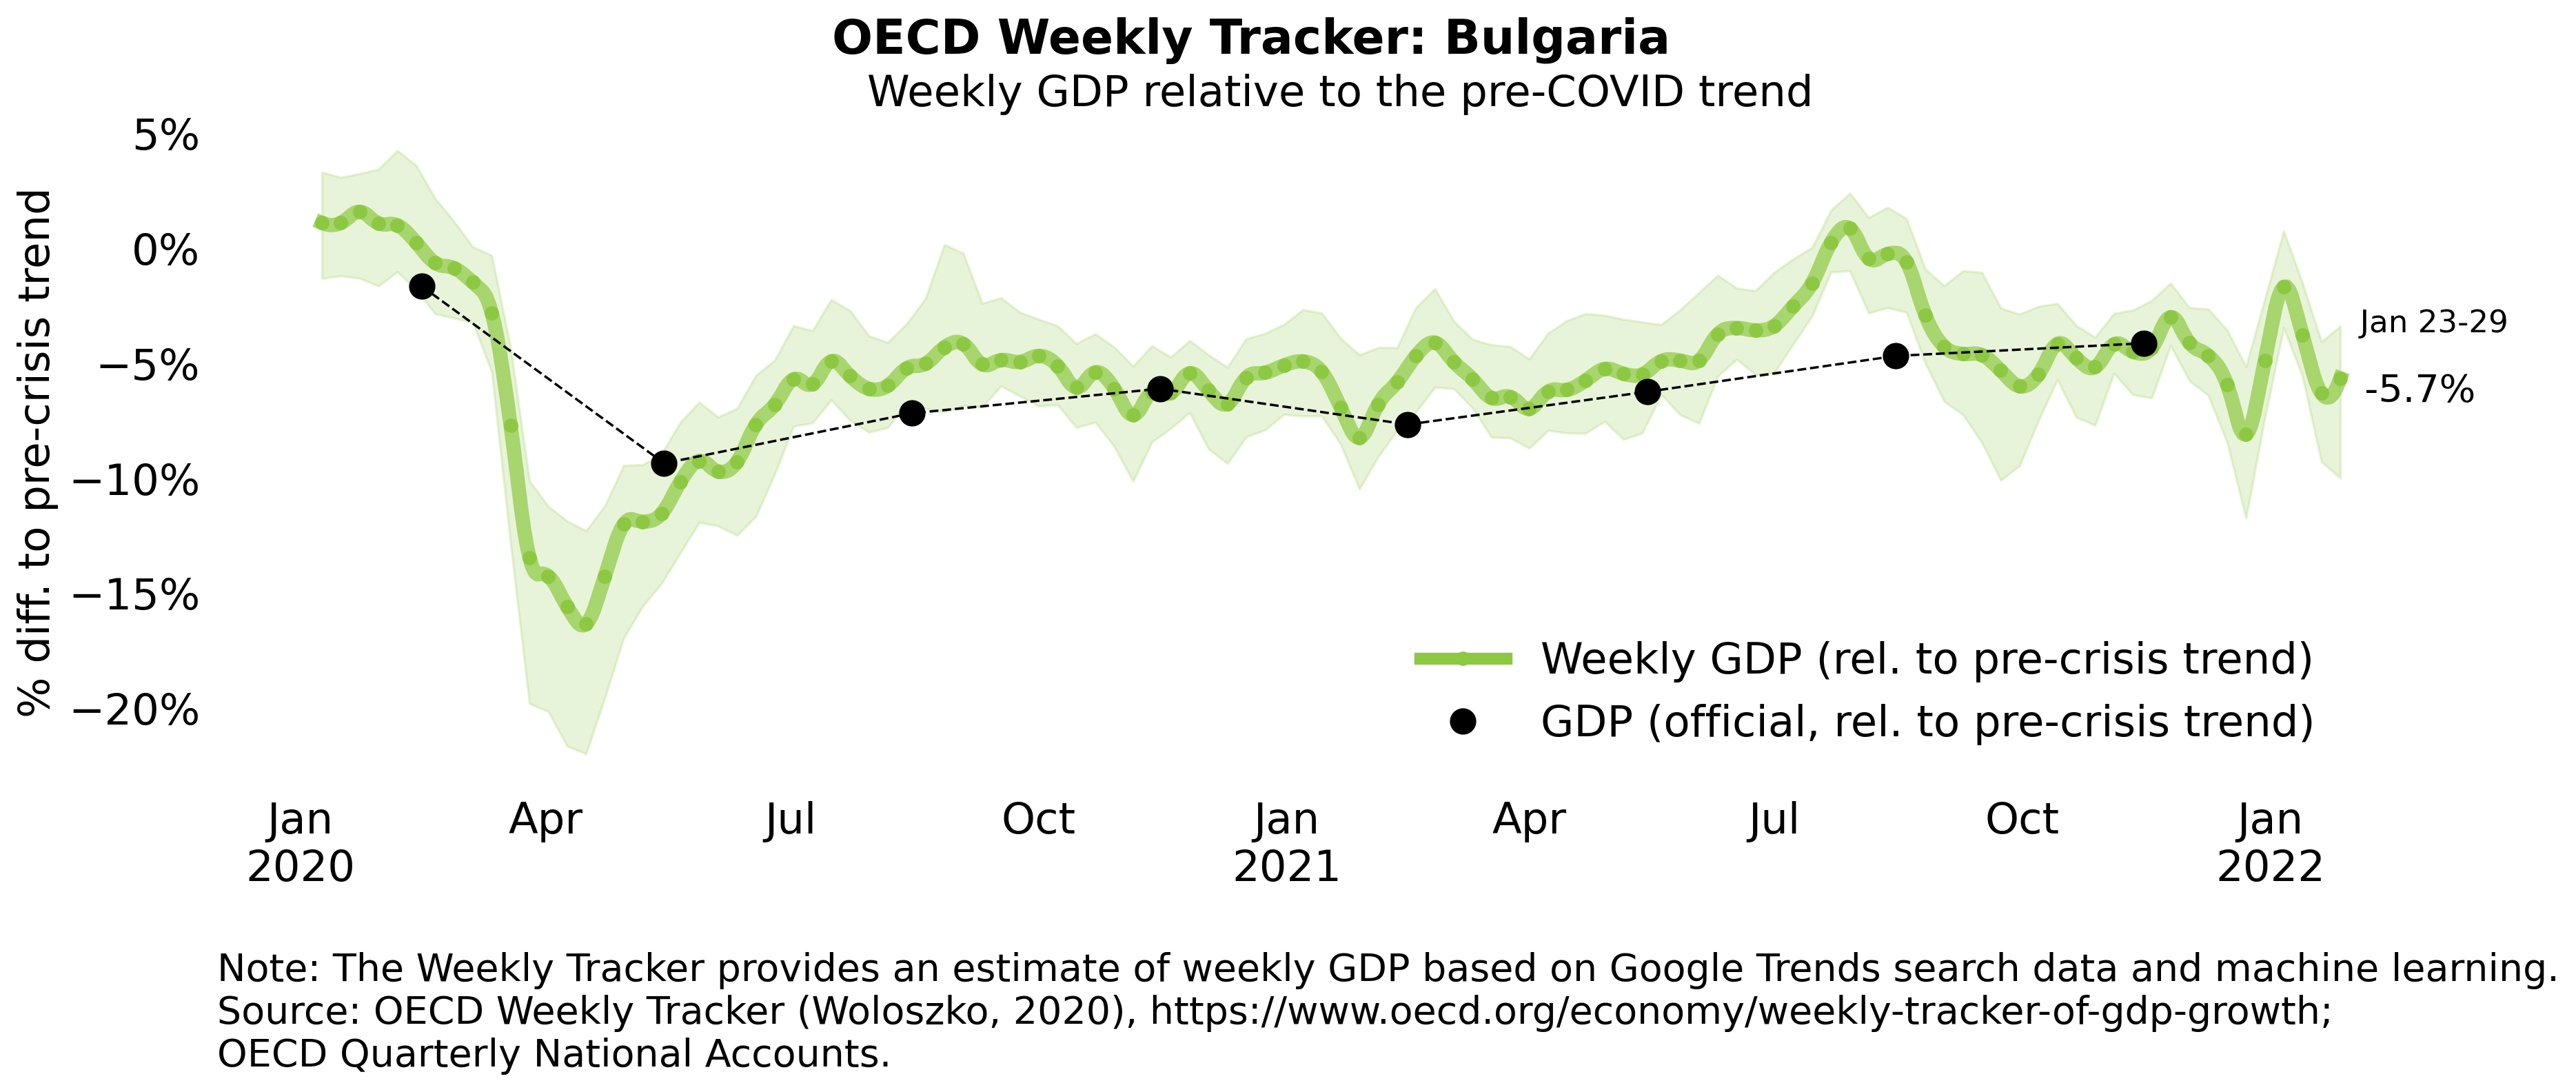 OECD Weekly Tracker: Bulgaria
Weekly GDP relative to the pre-COVID trend
% diff. to pre-crisis trend
5%
0%
−5%
−10%
−15%
−20%
Jan 23-29
-5.7%
Weekly GDP (rel. to pre-crisis trend)
GDP (official, rel. to pre-crisis trend)
Jan Apr Jul Oct Jan Apr Jul Oct Jan
2020 2021 2022
Note: The Weekly Tracker provides an estimate of weekly GDP based on Google Trends search data and machine learning.
Source: OECD Weekly Tracker (Woloszko, 2020), https://www.oecd.org/economy/weekly-tracker-of-gdp-growth;
OECD Quarterly National Accounts.